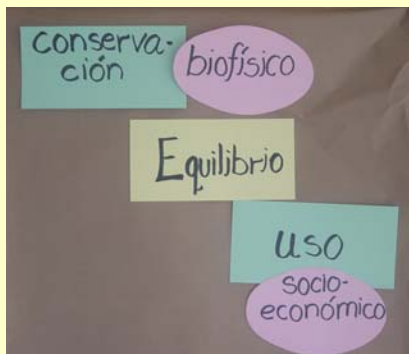 conserva-
ción
biofísico
Equilibrio
uso
socio-
económico